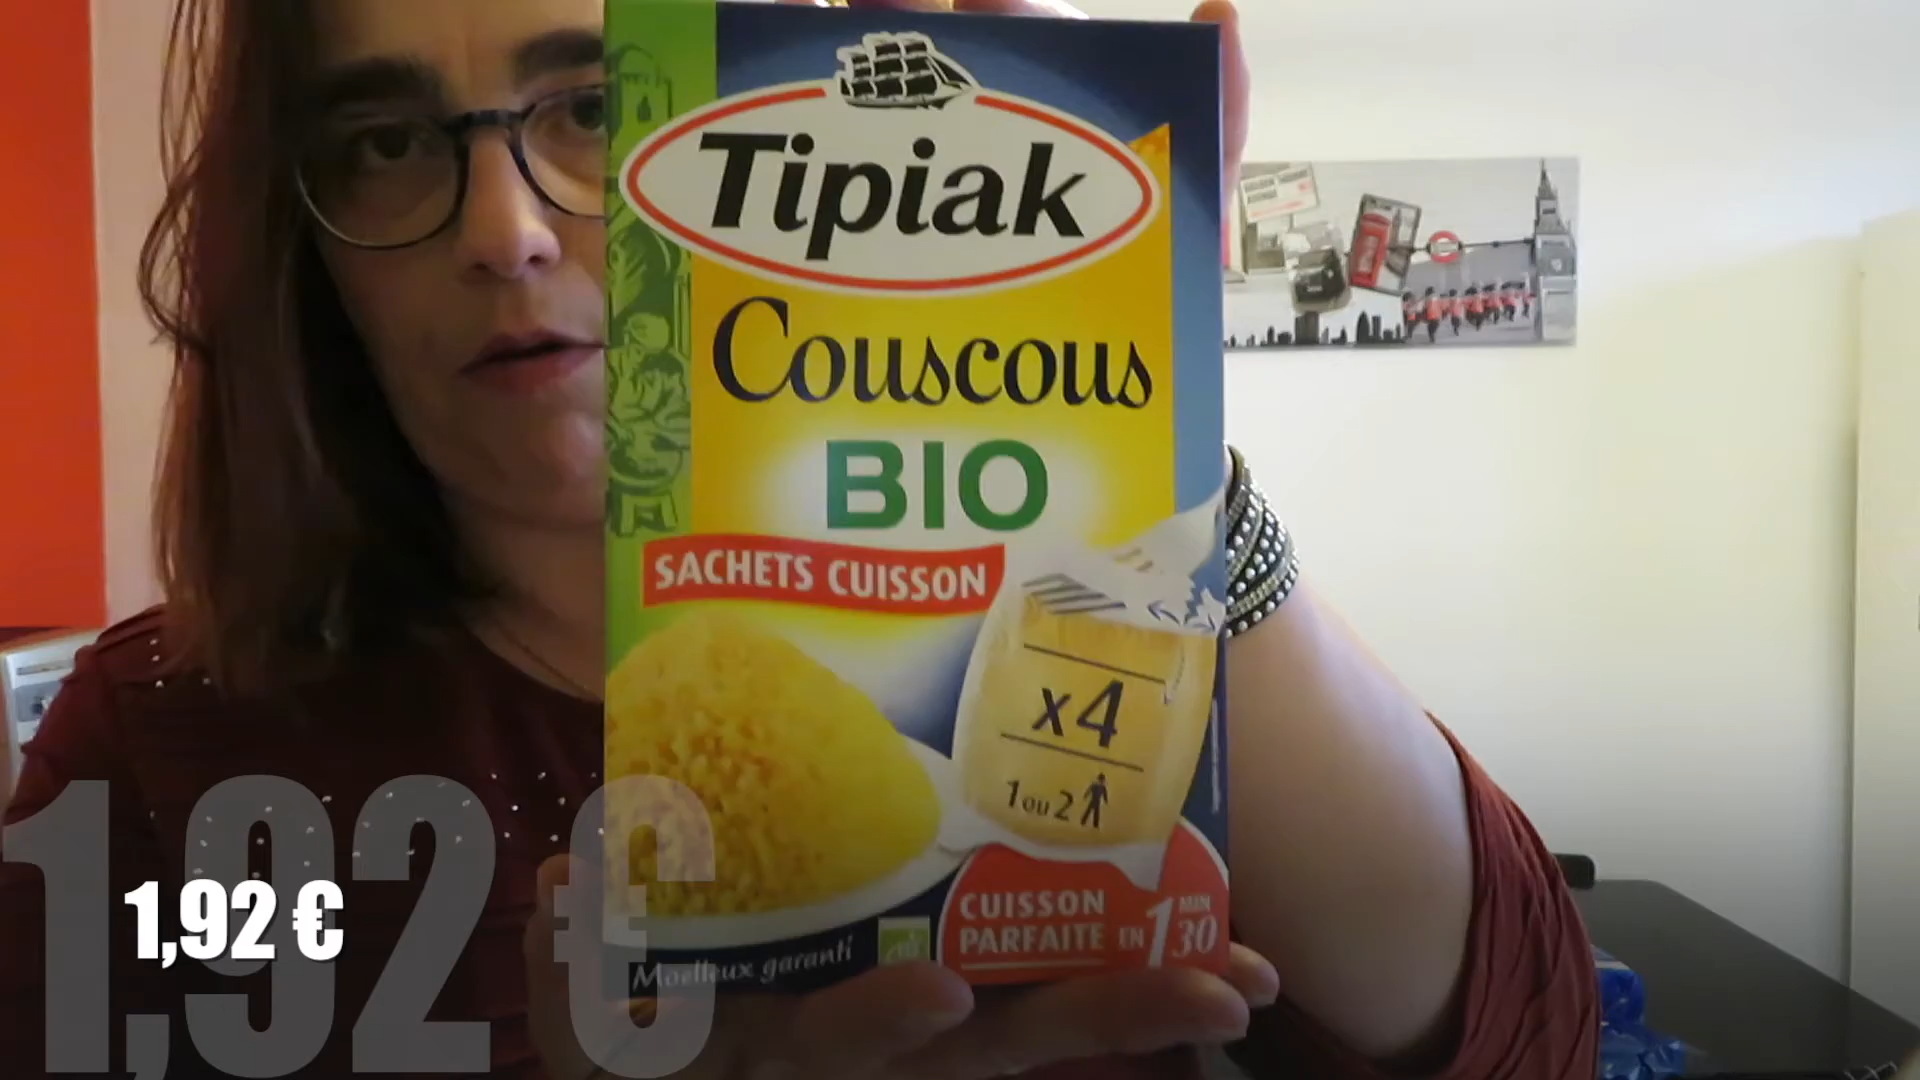 Tipiak
Couscous
BIO
SACHETS CUISSON
x4
1 ou 2
CUISSON
PARFAITE EN 1 MIN 30
Moelleux garanti
1,92 €
1,92 €